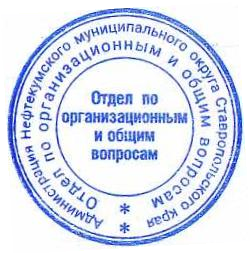 Администрация Нефтекумского муниципального округа Ставропольского края
Отдел по организационным и общим вопросам
Отдел по
организационным
и общим
вопросам